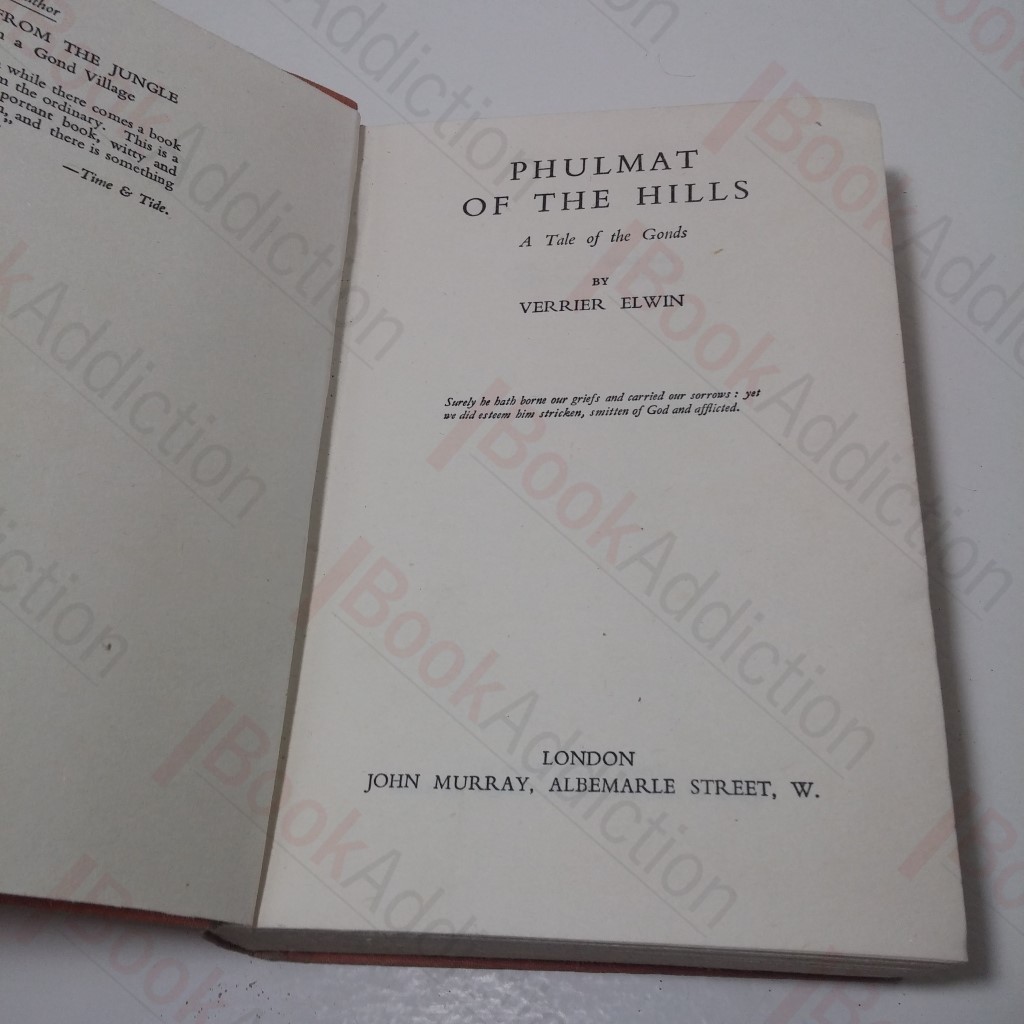 FROM THE JUNGLE
a Gond Village
while there comes a book
the ordinary. This is a
portant book, witty and
and there is something
—Time & Tide.
PHULMAT
OF THE HILLS
A Tale of the Gonds
BY
VERRIER ELWIN
Surely he hath borne our griefs and carried our sorrows : yet
we did esteem him stricken, smitten of God and afflicted.
LONDON
JOHN MURRAY, ALBEMARLE STREET, W.
BookAddiction